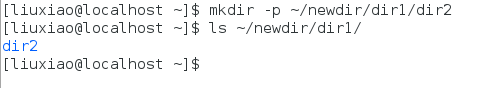 [liuxiao@localhost ~]$ mkdir -p ~/newdir/dir1/dir2
[liuxiao@localhost ~]$ ls ~/newdir/dir1/
dir2
[liuxiao@localhost ~]$